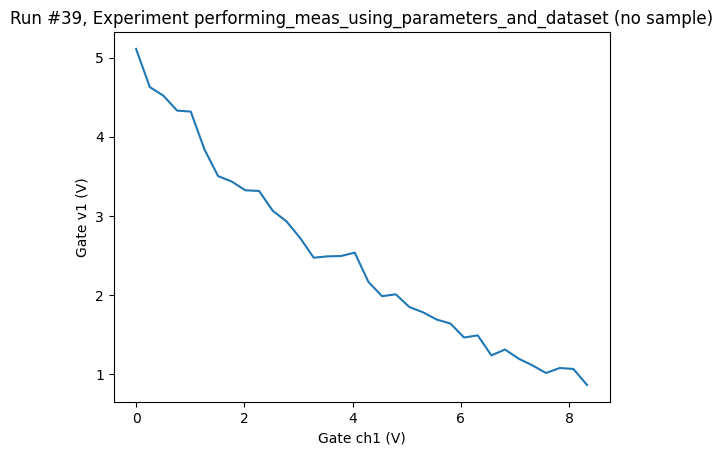 Run #39, Experiment performing_meas_using_parameters_and_dataset (no sample)
5
4
3
2
1
Gate v1 (V)
0 2 4 6 8
Gate ch1 (V)